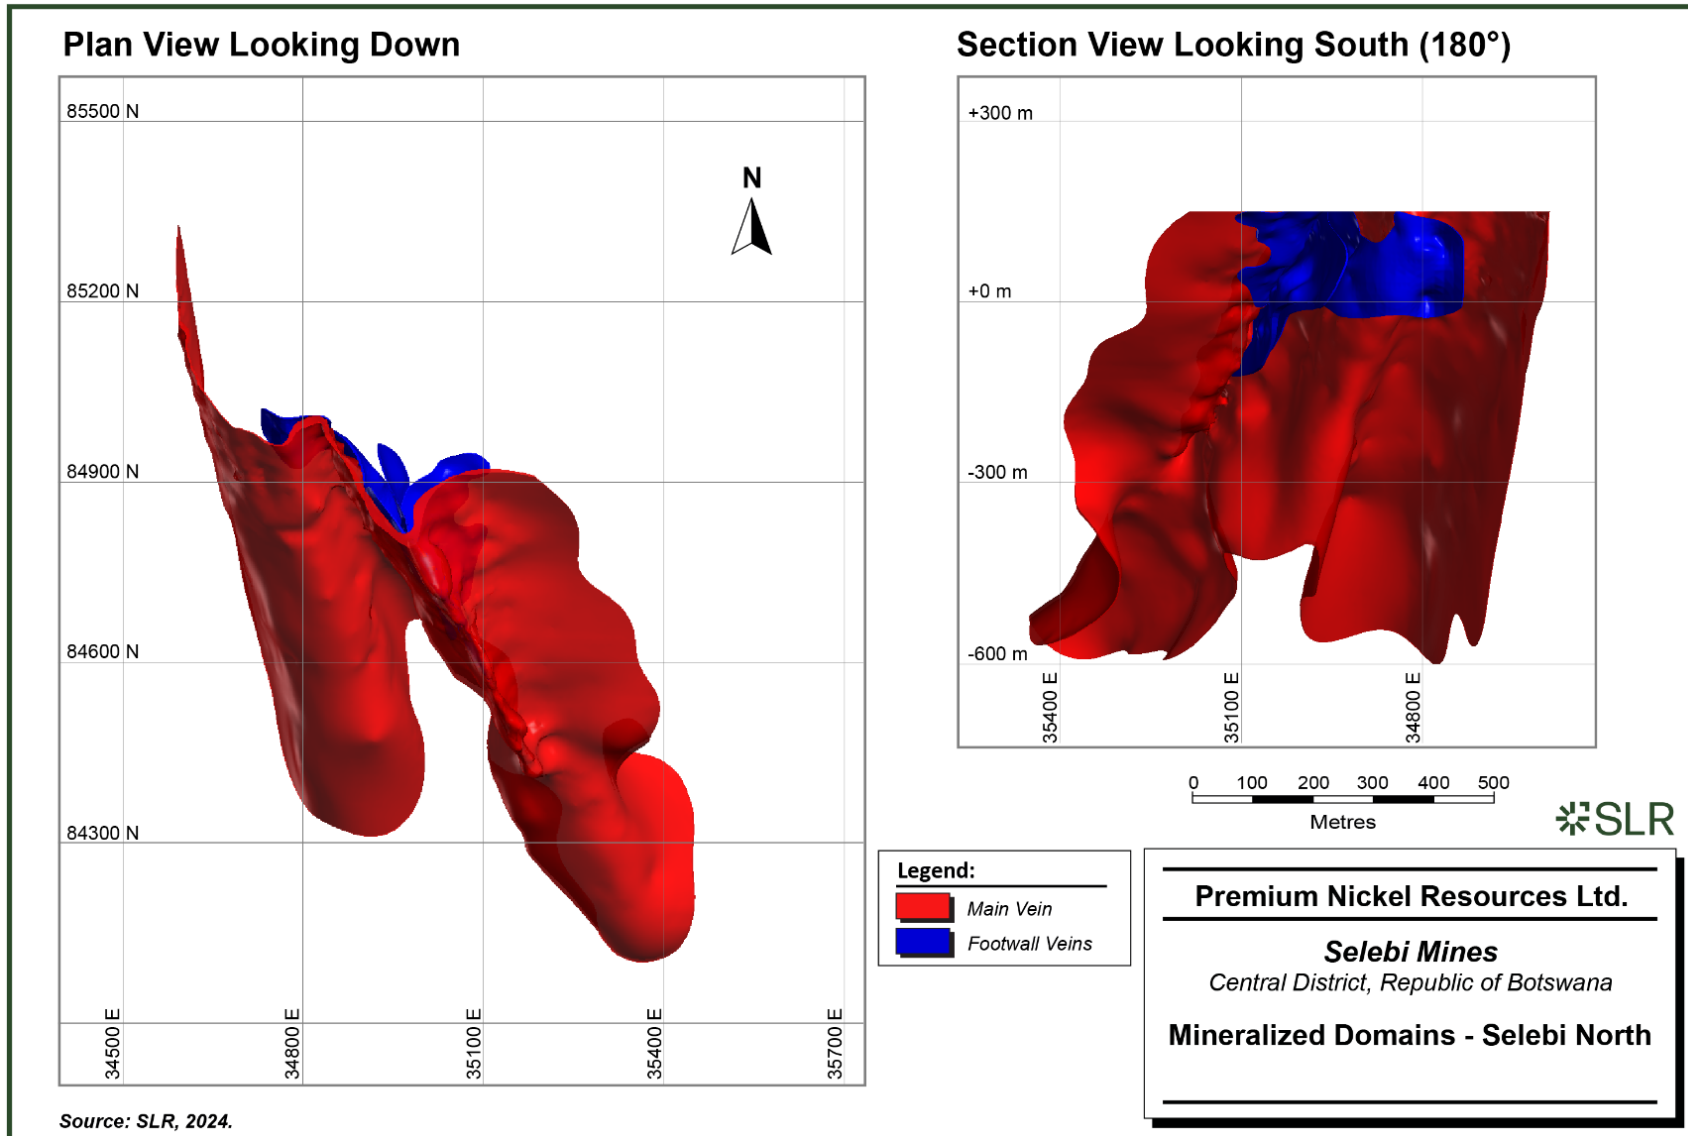 Plan View Looking Down
85500 N
N
85200 N
84900 N
84600 N
84300 N
34500 E
34800 E
35100 E
35400 E
35700 E
Source: SLR, 2024.
Section View Looking South (180°)
+300 m
+0 m
-300 m
-600 m
35400 E
35100 E
34800 E
0 100 200 300 400 500
Metres
SLR
Legend:
Main Vein
Footwall Veins
Premium Nickel Resources Ltd.
Selebi Mines
Central District, Republic of Botswana
Mineralized Domains - Selebi North